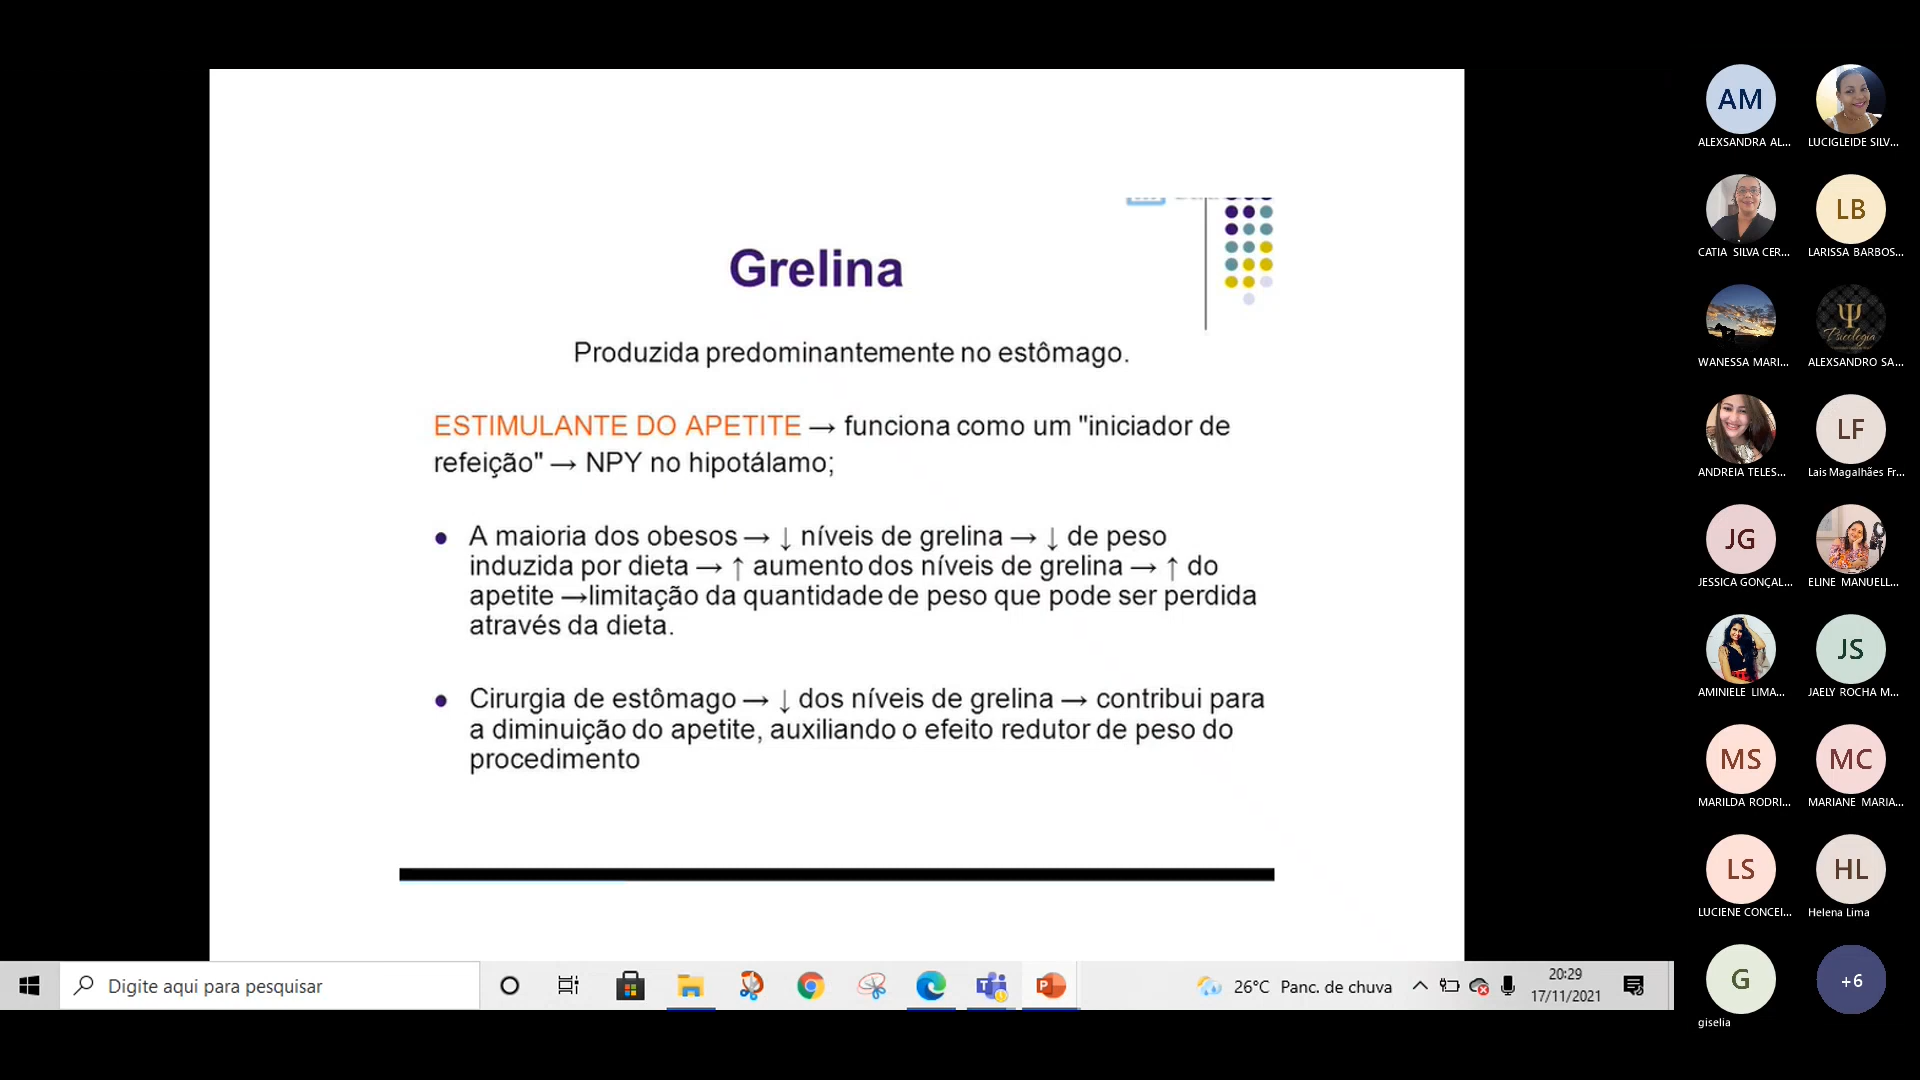 Grelina
Produzida predominantemente no estômago.
ESTIMULANTE DO APETITE → funciona como um "iniciador de
refeição" → NPY no hipotálamo;
● A maioria dos obesos → ↓ níveis de grelina → ↓ de peso
induzida por dieta → ↑ aumento dos níveis de grelina → ↑ do
apetite →limitação da quantidade de peso que pode ser perdida
através da dieta.
● Cirurgia de estômago → ↓ dos níveis de grelina → contribui para
a diminuição do apetite, auxiliando o efeito redutor de peso do
procedimento
Digite aqui para pesquisar
26°C Panc. de chuva
20:29
17/11/2021
AM
ALEXSANDRA AL...
LUCIGLEIDE SILV...
CATIA SILVA CER...
LB
LARISSA BARBOS...
WANESSA MARI...
Ψ
Psicologia
ALEXSANDRO SA...
ANDREIA TELES...
LF
Lais Magalhães Fr...
JG
JESSICA GONÇAL...
ELINE MANUELL...
AMINIELE LIMA...
JS
JAELY ROCHA M...
MS
MARILDA RODRI...
MC
MARIANE MARIA...
LS
LUCIENE CONCEI...
HL
Helena Lima
G
giselia
+6